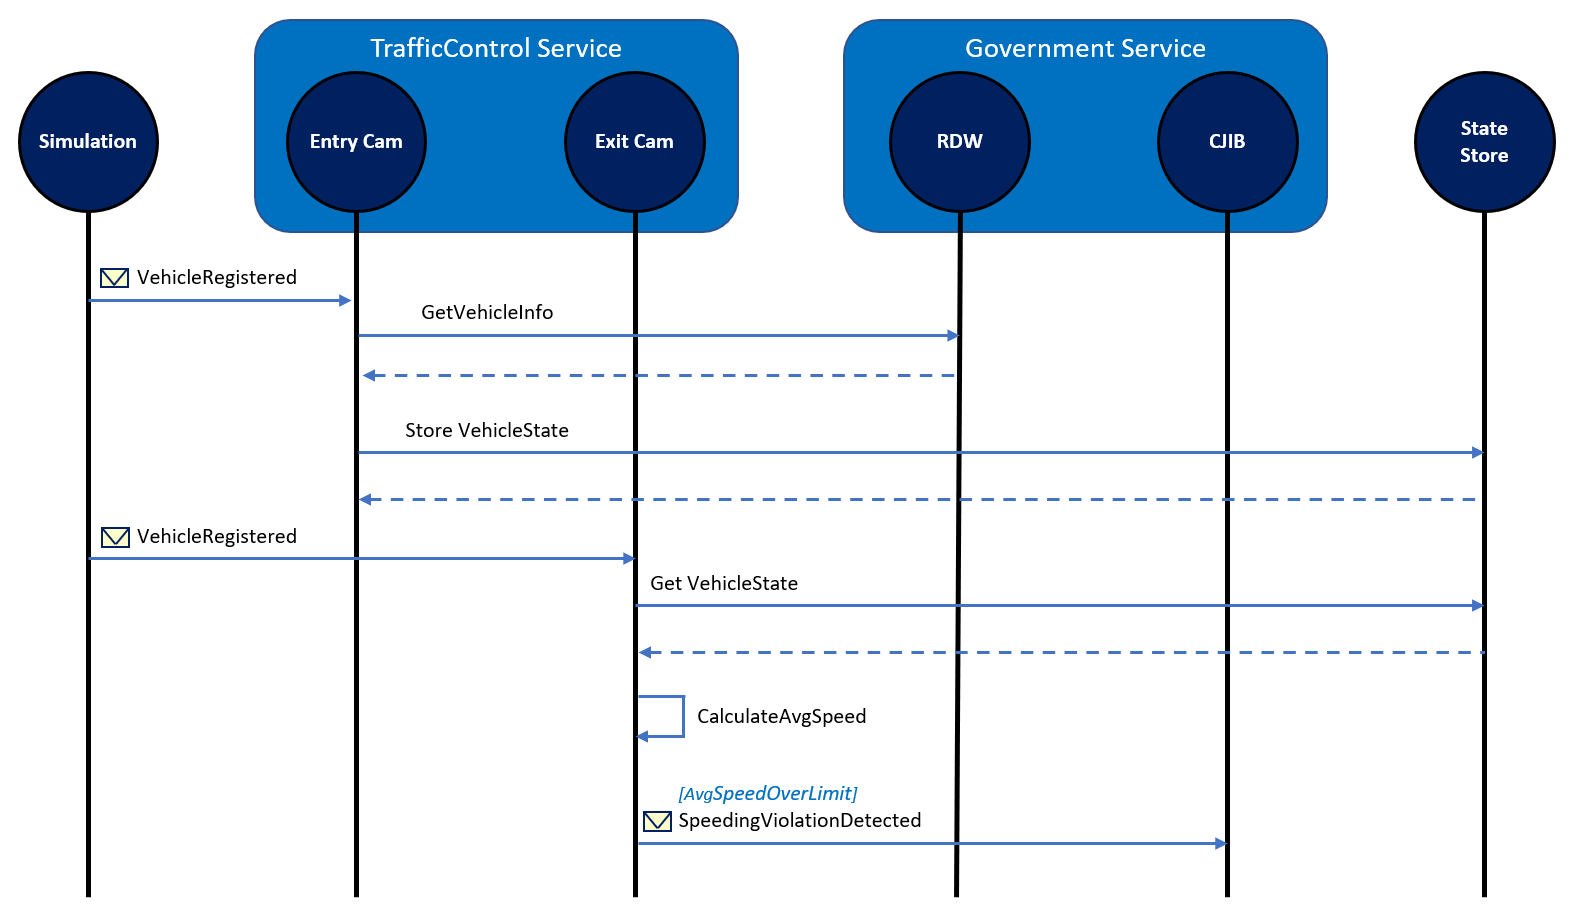 TrafficControl Service
Government Service
Simulation
Entry Cam
Exit Cam
RDW
CJIB
State
Store
VehicleRegistered
GetVehicleInfo
Store VehicleState
VehicleRegistered
Get VehicleState
CalculateAvgSpeed
[AvgSpeedOverLimit]
SpeedingViolationDetected